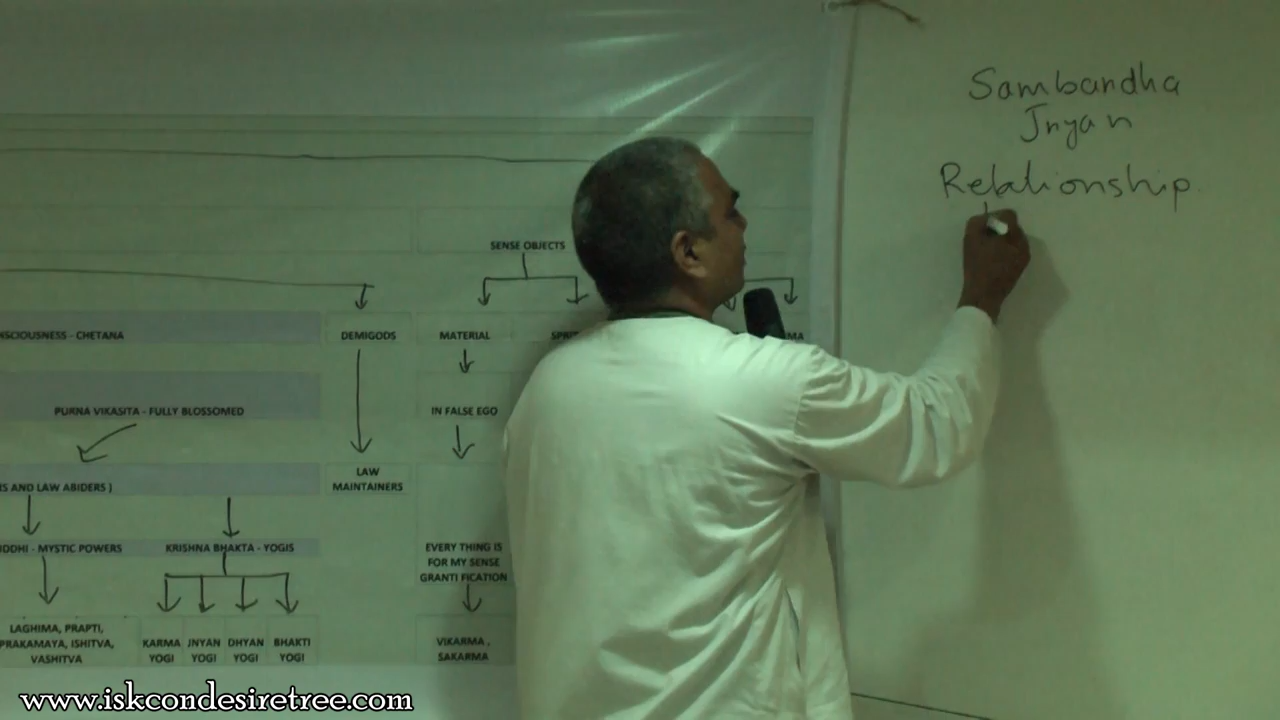 Sambandha
Jnyan
Relationship
SENSE OBJECTS
NSCIOUSNESS - CHETANA
DEMIGODS
MATERIAL
SPRI
MA
PURNA VIKASITA - FULLY BLOSSOMED
IN FALSE EGO
S AND LAW ABIDERS )
LAW
MAINTAINERS
IDDHI - MYSTIC POWERS
KRISHNA BHAKTA - YOGIS
EVERY THING IS
FOR MY SENSE
GRANTI FICATION
LAGHIMA, PRAPTI,
PRAKAMAYA, ISHITVA,
VASHITVA
KARMA
YOGI
JNYAN
YOGI
DHYAN
YOGI
BHAKTI
YOGI
VIKARMA ,
SAKARMA
www.iskcondesiretree.com